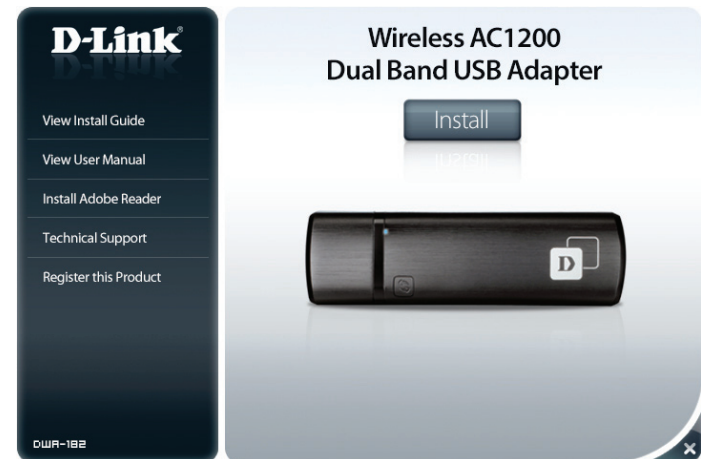 D-Link
View Install Guide
View User Manual
Install Adobe Reader
Technical Support
Register this Product
DWA-182
Wireless AC1200
Dual Band USB Adapter
Install
D